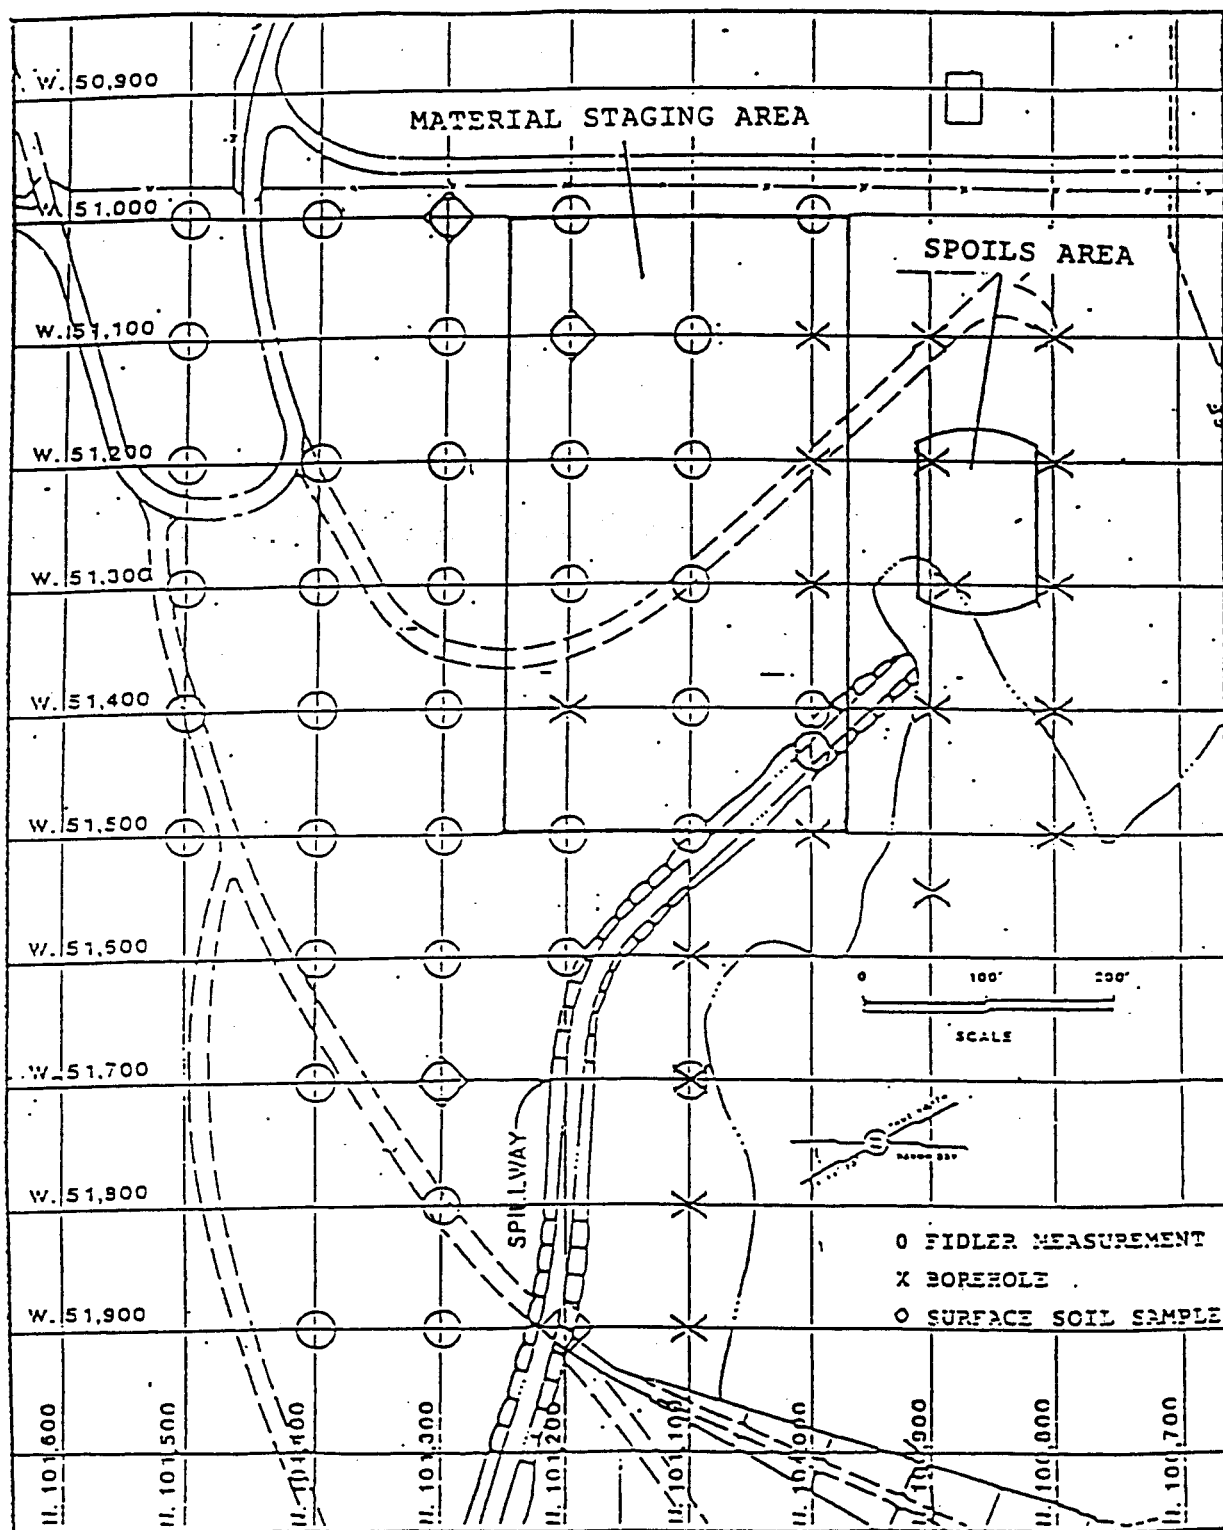 W. 50,900
MATERIAL STAGING AREA
W 51,000
SPOILS AREA
W. 51,100
W. 51,200
W. 51,300
W. 51,400
W. 51,500
W. 51,500
0 100' 200'
SCALE
W. 51,700
SPILLWAY
W. 51,800
O FIDLER MEASUREMENT
X BOREHOLE
O SURFACE SOIL SAMPLE
W. 51,900
N. 101,600
N. 101,500
N. 101,400
N. 101,300
N. 101,200
N. 101,100
N. 101,000
N. 100,900
N. 100,800
N. 100,700